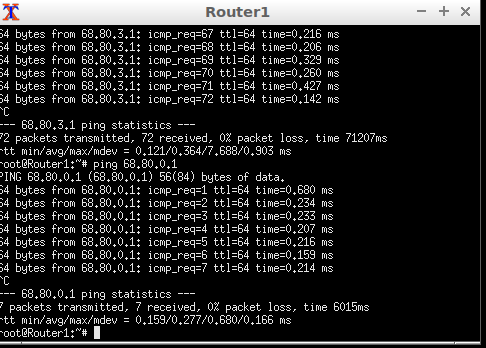 Router1
64 bytes from 68.80.3.1: icmp_req=67 ttl=64 time=0.216 ms
64 bytes from 68.80.3.1: icmp_req=68 ttl=64 time=0.206 ms
64 bytes from 68.80.3.1: icmp_req=69 ttl=64 time=0.329 ms
64 bytes from 68.80.3.1: icmp_req=70 ttl=64 time=0.260 ms
64 bytes from 68.80.3.1: icmp_req=71 ttl=64 time=0.427 ms
64 bytes from 68.80.3.1: icmp_req=72 ttl=64 time=0.142 ms
^C
--- 68.80.3.1 ping statistics ---
72 packets transmitted, 72 received, 0% packet loss, time 71207ms
rtt min/avg/max/mdev = 0.121/0.364/7.688/0.903 ms
root@Router1:~# ping 68.80.0.1
PING 68.80.0.1 (68.80.0.1) 56(84) bytes of data.
64 bytes from 68.80.0.1: icmp_req=1 ttl=64 time=0.680 ms
64 bytes from 68.80.0.1: icmp_req=2 ttl=64 time=0.234 ms
64 bytes from 68.80.0.1: icmp_req=3 ttl=64 time=0.233 ms
64 bytes from 68.80.0.1: icmp_req=4 ttl=64 time=0.207 ms
64 bytes from 68.80.0.1: icmp_req=5 ttl=64 time=0.216 ms
64 bytes from 68.80.0.1: icmp_req=6 ttl=64 time=0.159 ms
64 bytes from 68.80.0.1: icmp_req=7 ttl=64 time=0.214 ms
^C
--- 68.80.0.1 ping statistics ---
7 packets transmitted, 7 received, 0% packet loss, time 6015ms
rtt min/avg/max/mdev = 0.159/0.277/0.680/0.166 ms
root@Router1:~#